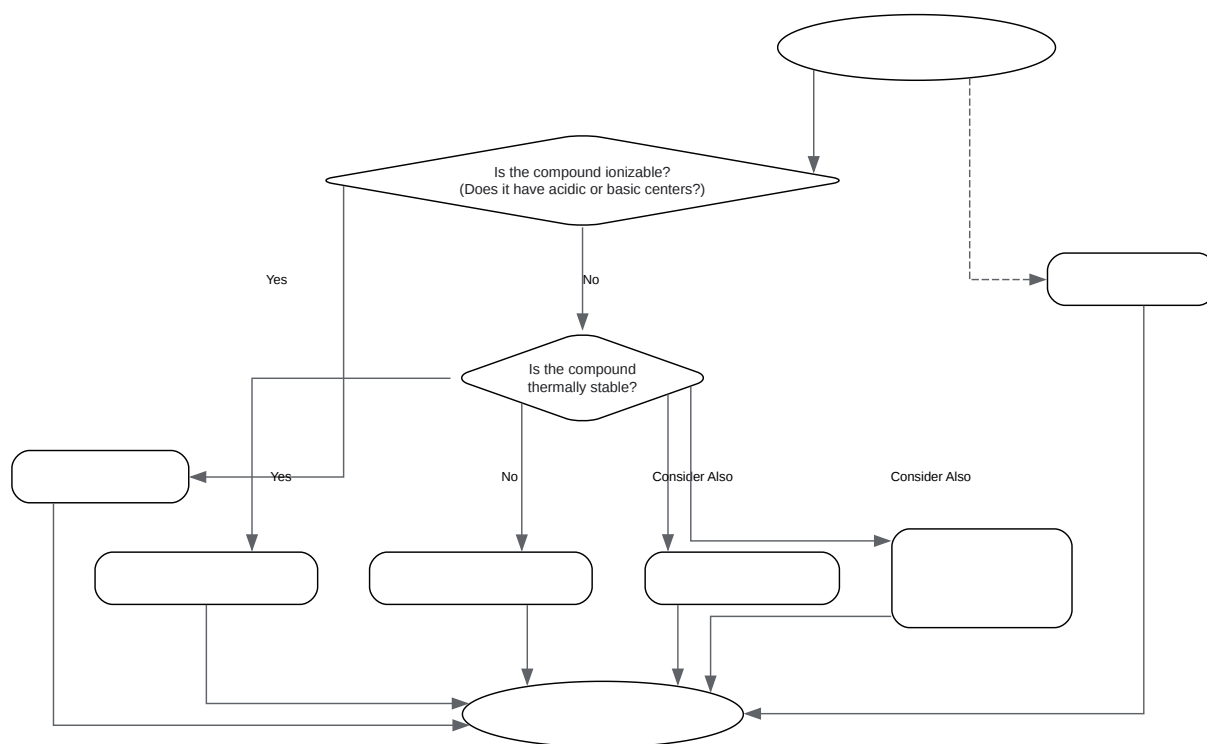 Is the compound ionizable?
(Does it have acidic or basic centers?)
Yes
No
Is the compound
thermally stable?
Yes
No
Consider Also
Consider Also